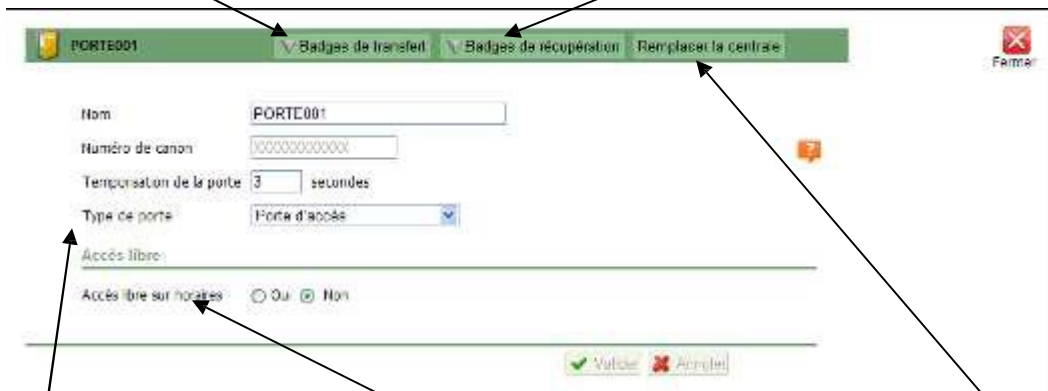 PORTE001 Badges de transfert Badges de récupération Remplacer la centrale
Fermer
Nom PORTE001
Numéro de canon XXXXXXXXXXXXX
Temporisation de la porte 3 secondes
Type de porte Porte d'accès
Accès libre
Accès libre sur horaires Oui Non
Valider Annuler